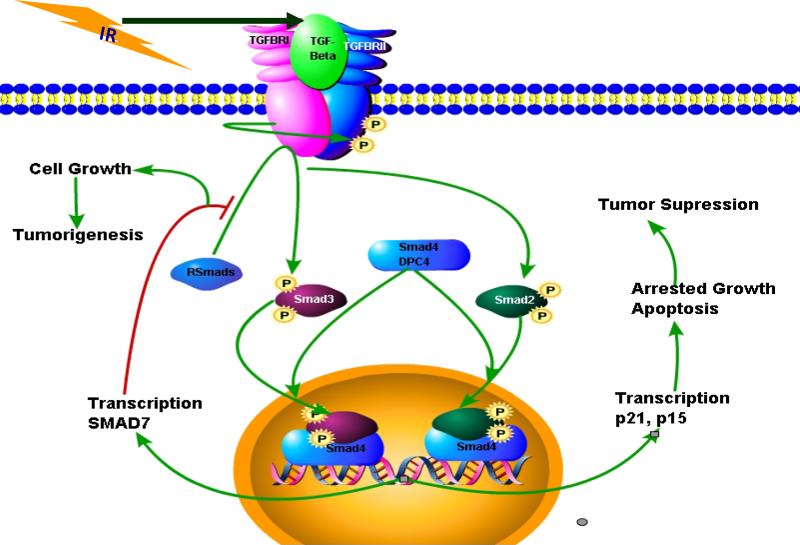 IR
TGFBRI
TGF-
Beta
TGFBRII
P
P
Cell Growth
Tumorigenesis
RSmads
P
Smad3
P
Smad4
DPC4
P
Smad2
P
Tumor Supression
Arrested Growth
Apoptosis
Transcription
SMAD7
Transcription
p21, p15
P
P
Smad4
P
P
Smad4